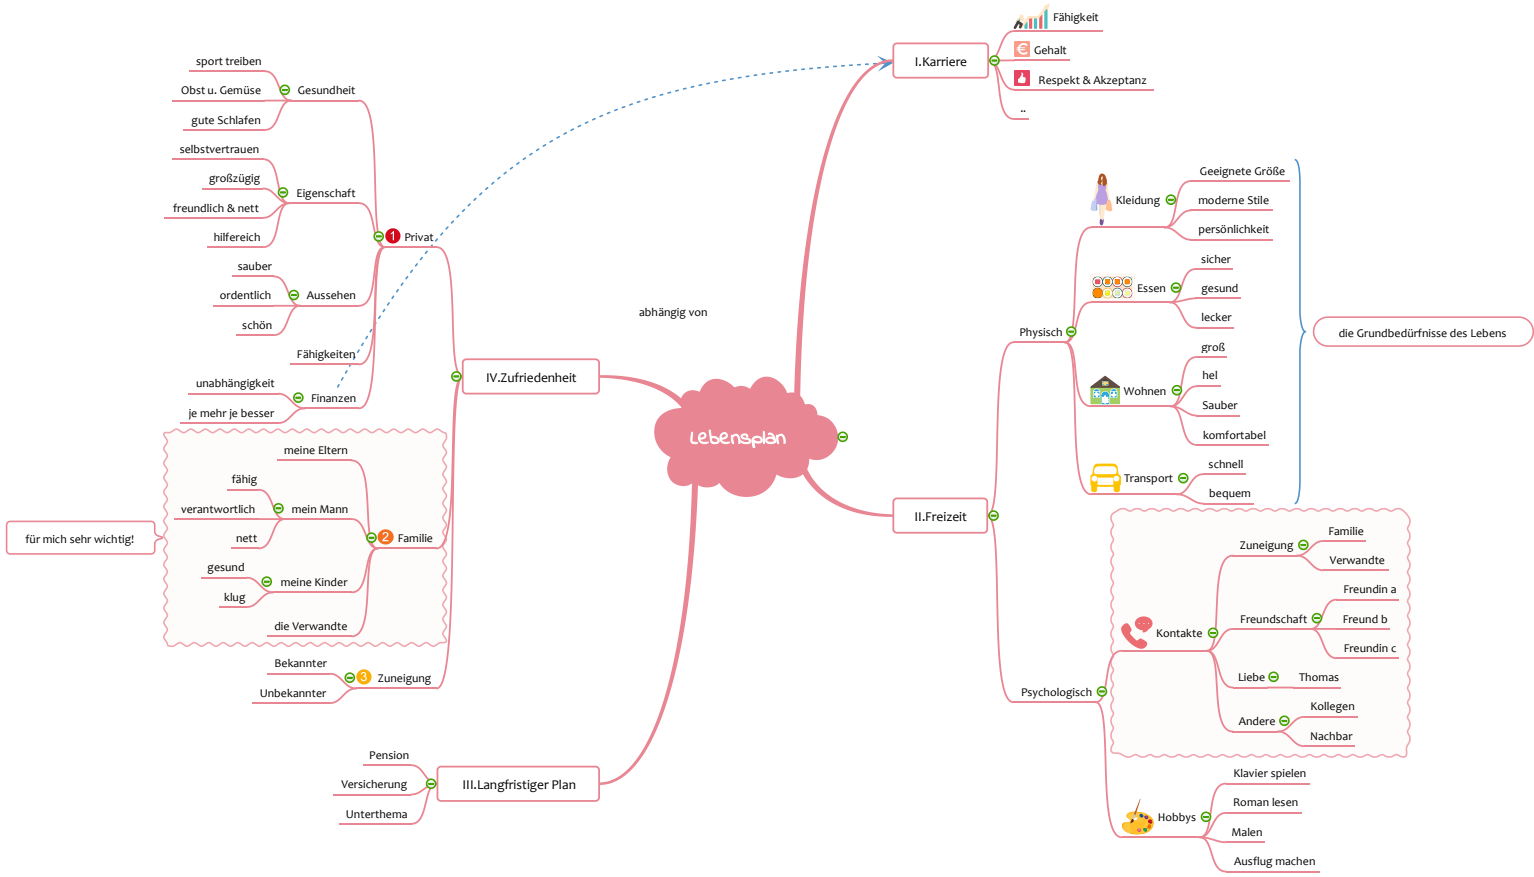 Lebensplan
I.Karriere
Fähigkeit
Gehalt
Respekt & Akzeptanz
..
II.Freizeit
Physisch
Kleidung
Geeignete Größe
moderne Stile
persönlichkeit
Essen
sicher
gesund
lecker
Wohnen
groß
hel
Sauber
komfortabel
Transport
schnell
bequem
die Grundbedürfnisse des Lebens
Psychologisch
Kontakte
Zuneigung
Familie
Verwandte
Freundschaft
Freundin a
Freund b
Freundin c
Liebe
Thomas
Andere
Kollegen
Nachbar
Hobbys
Klavier spielen
Roman lesen
Malen
Ausflug machen
III.Langfristiger Plan
Pension
Versicherung
Unterthema
IV.Zufriedenheit
1 Privat
Gesundheit
sport treiben
Obst u. Gemüse
gute Schlafen
Eigenschaft
selbstvertrauen
großzügig
freundlich & nett
hilfereich
Aussehen
sauber
ordentlich
schön
Fähigkeiten
Finanzen
unabhängigkeit
je mehr je besser
2 Familie
meine Eltern
mein Mann
fähig
verantwortlich
nett
meine Kinder
gesund
klug
die Verwandte
für mich sehr wichtig!
3 Zuneigung
Bekannter
Unbekannter
abhängig von